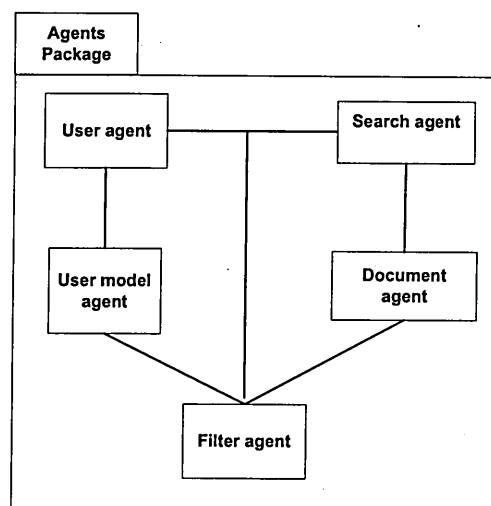 Agents
Package
User agent
Search agent
User model
agent
Document
agent
Filter agent